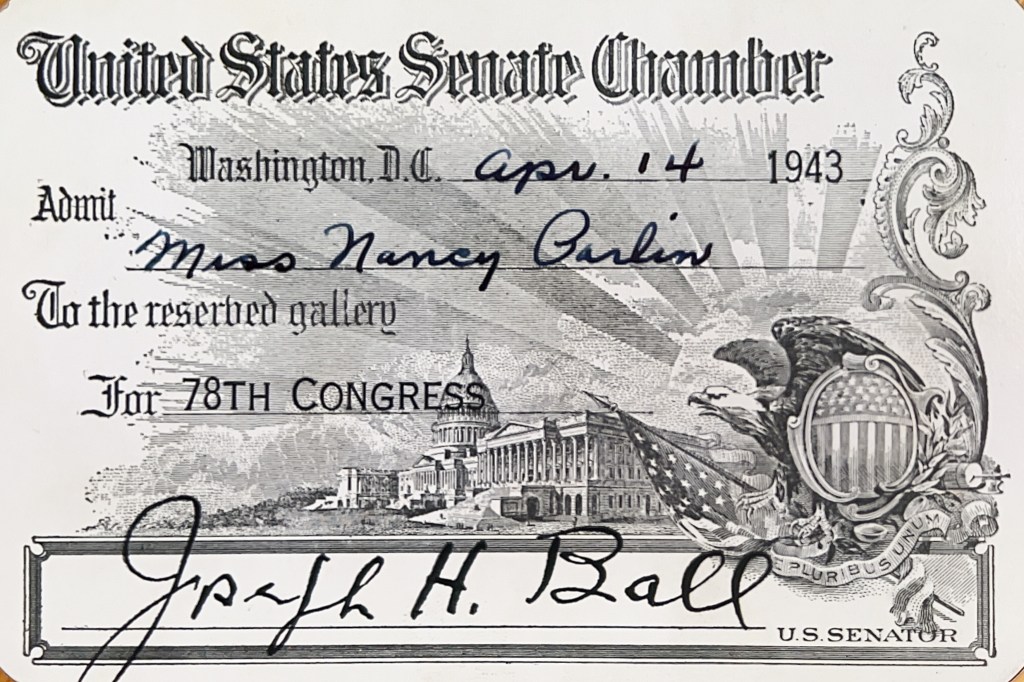 United States Senate Chamber
Washington, D.C. Apr. 14 1943
Admit
Miss Nancy Carlin
To the reserved gallery
For 78TH CONGRESS
E PLURIBUS UNUM
Joseph H. Ball
U.S. SENATOR